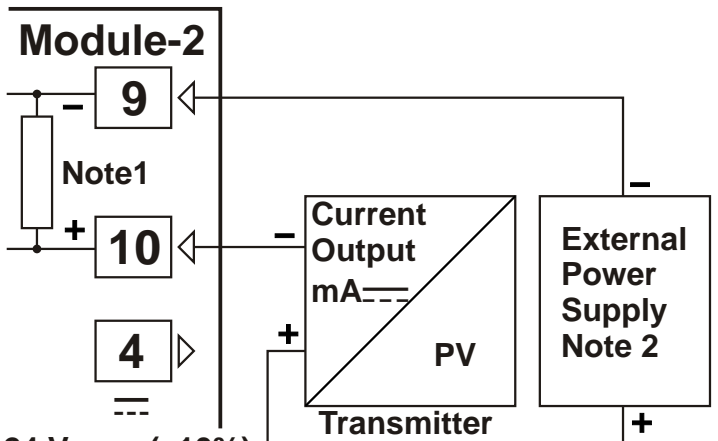 Module-2
− 9
Note1
+ 10
4
− Current
Output
mA
+ PV
Transmitter
−
External
Power
Supply
Note 2
+